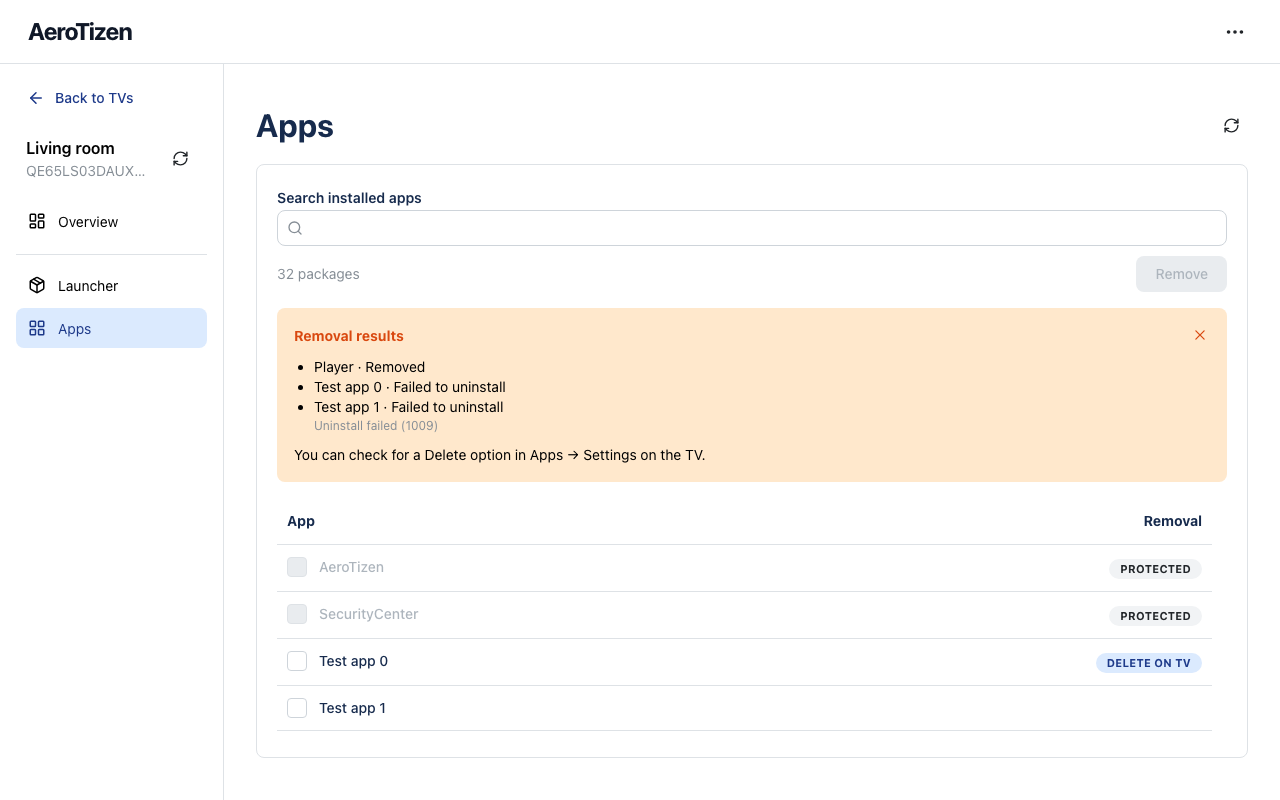 AeroTizen
Back to TVs
Living room
QE65LS03DAUX...
Overview
Launcher
Apps
Apps
Search installed apps
32 packages
Remove
Removal results
• Player · Removed
• Test app 0 · Failed to uninstall
• Test app 1 · Failed to uninstall
Uninstall failed (1009)
You can check for a Delete option in Apps → Settings on the TV.
App Removal
AeroTizen PROTECTED
SecurityCenter PROTECTED
Test app 0 DELETE ON TV
Test app 1